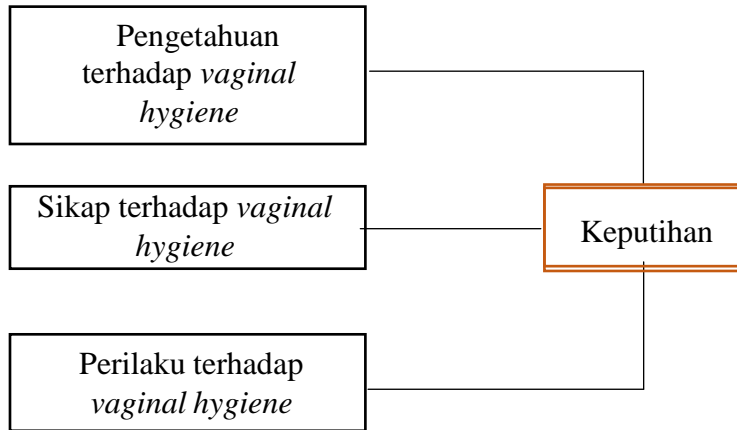 Pengetahuan
terhadap vaginal
hygiene
Sikap terhadap vaginal
hygiene
Keputihan
Perilaku terhadap
vaginal hygiene